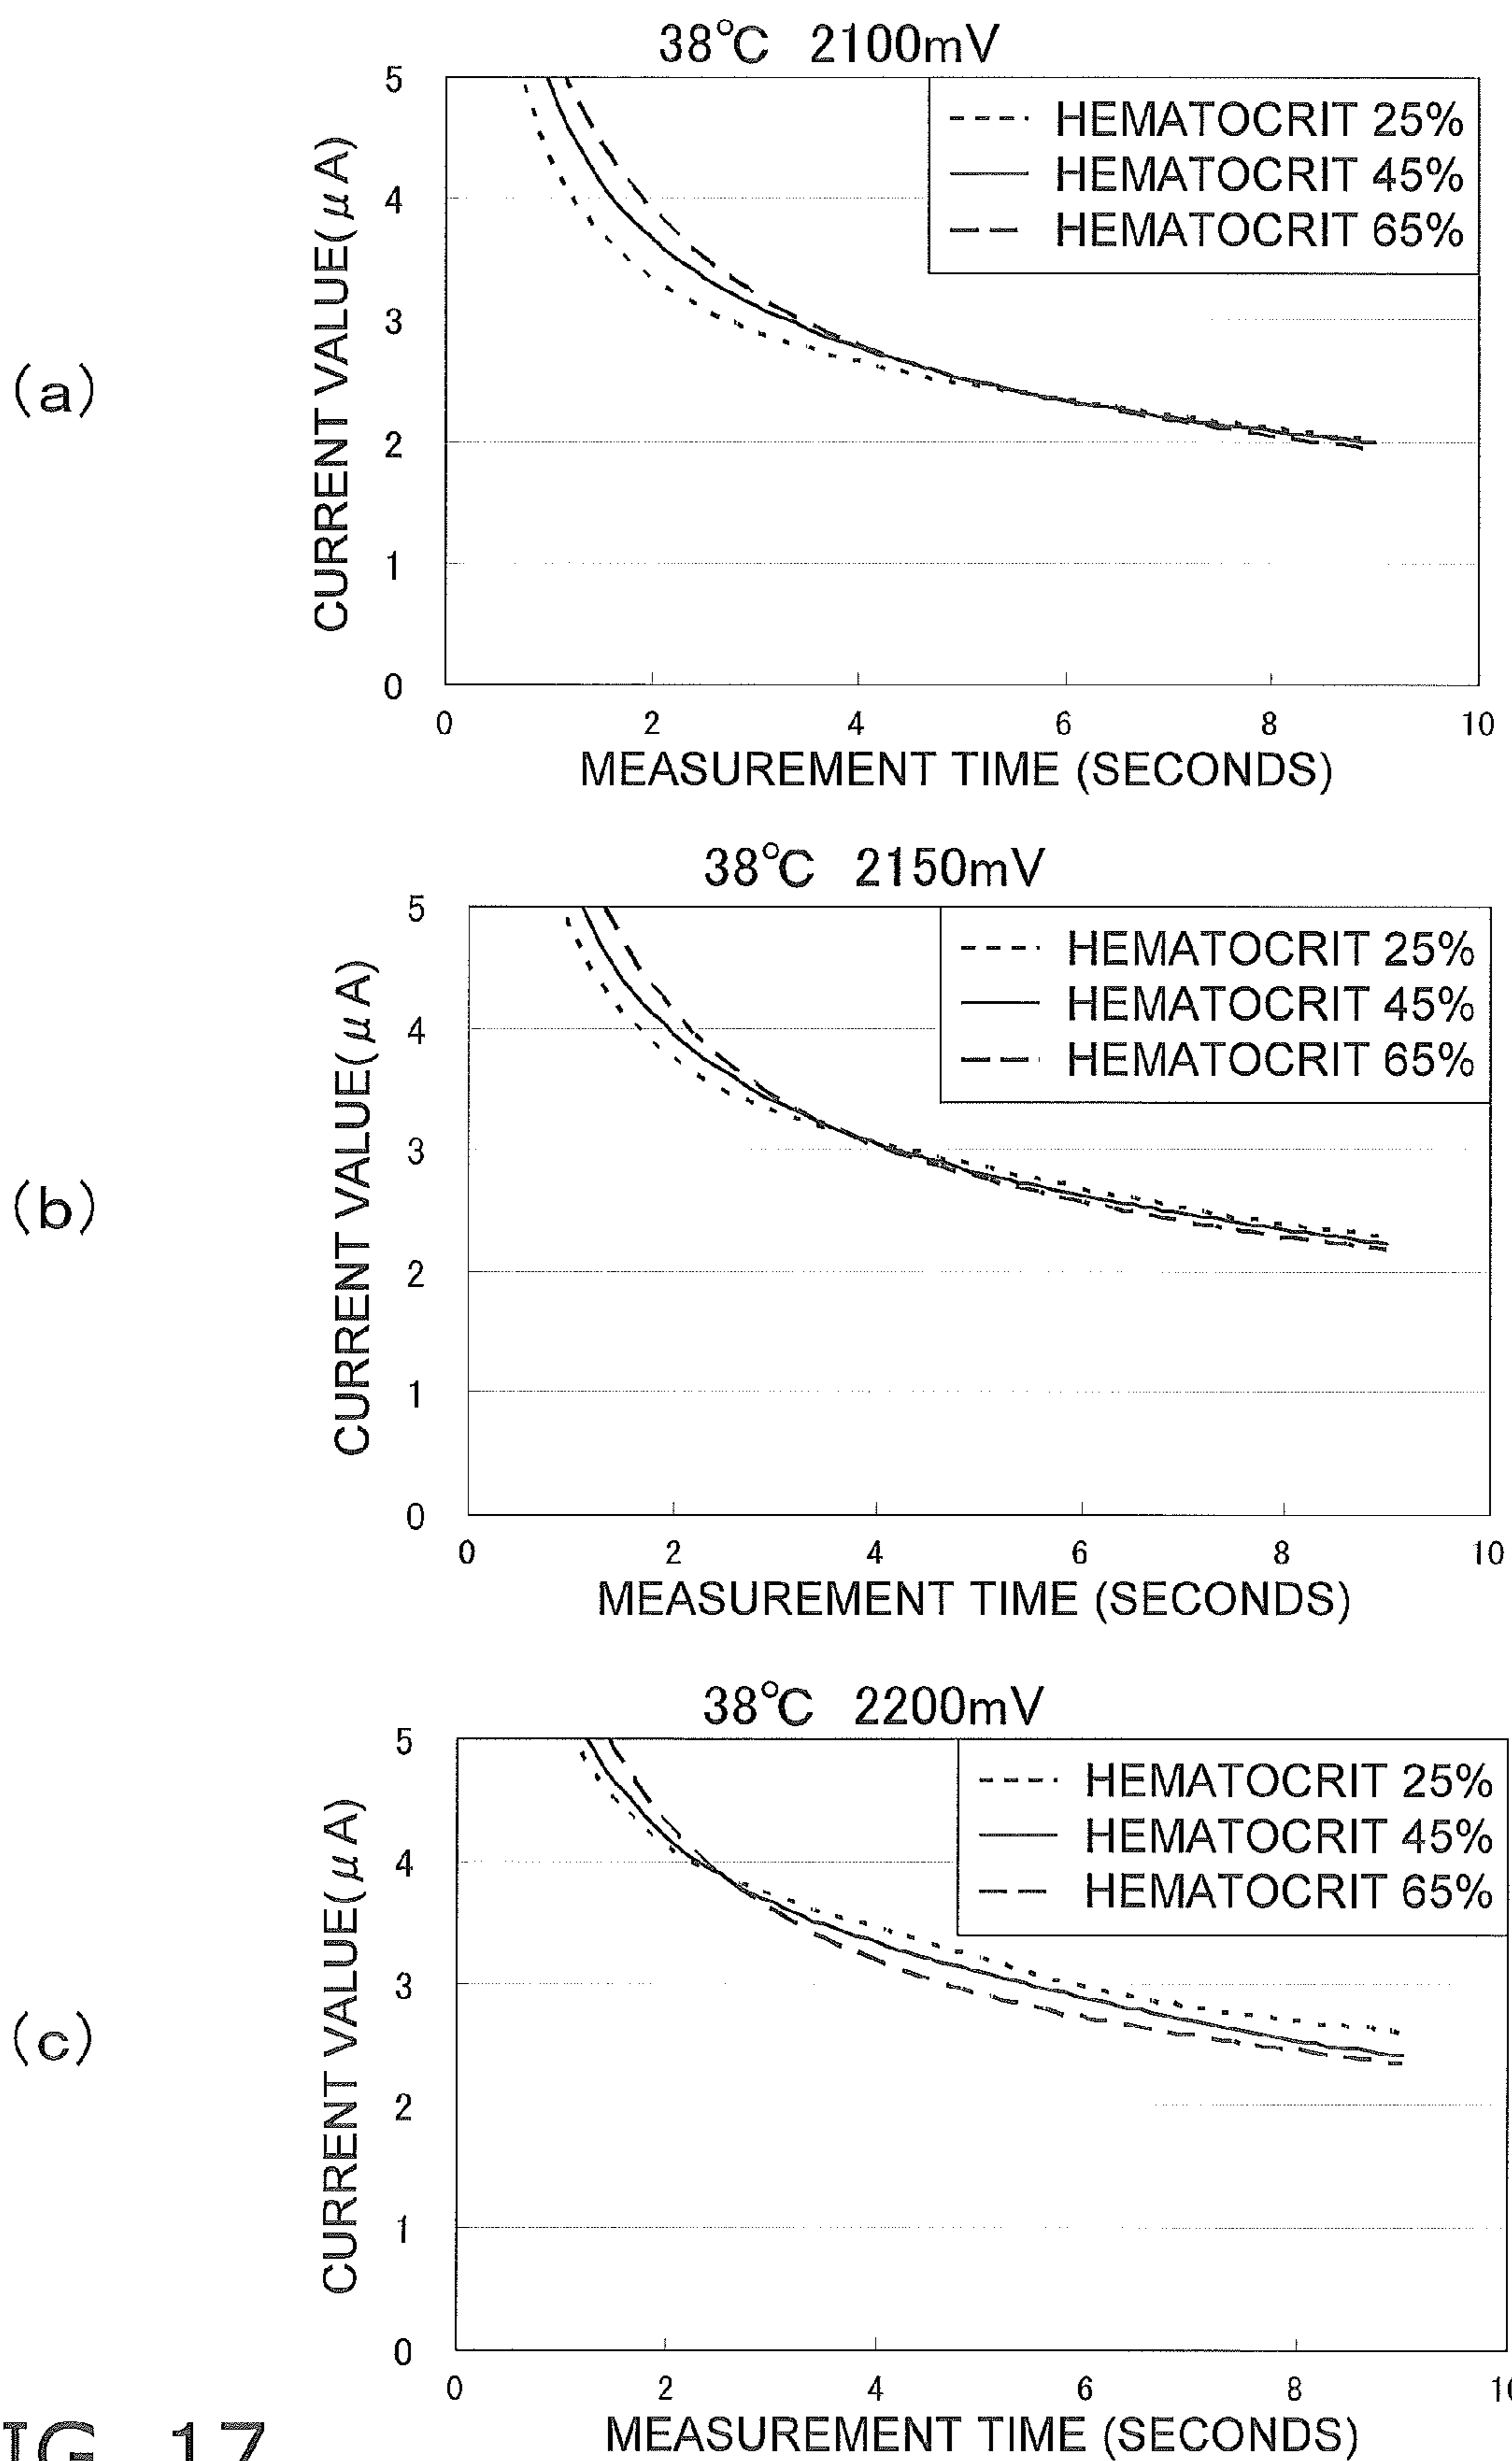 38℃ 2100mV
(a)
CURRENT VALUE(μA)
5
4
3
2
1
0
HEMATOCRIT 25%
HEMATOCRIT 45%
HEMATOCRIT 65%
0 2 4 6 8 10
MEASUREMENT TIME (SECONDS)
38℃ 2150mV
(b)
CURRENT VALUE(μA)
5
4
3
2
1
0
HEMATOCRIT 25%
HEMATOCRIT 45%
HEMATOCRIT 65%
0 2 4 6 8 10
MEASUREMENT TIME (SECONDS)
38℃ 2200mV
(c)
CURRENT VALUE(μA)
5
4
3
2
1
0
HEMATOCRIT 25%
HEMATOCRIT 45%
HEMATOCRIT 65%
0 2 4 6 8
MEASUREMENT TIME (SECONDS)
IG. 17